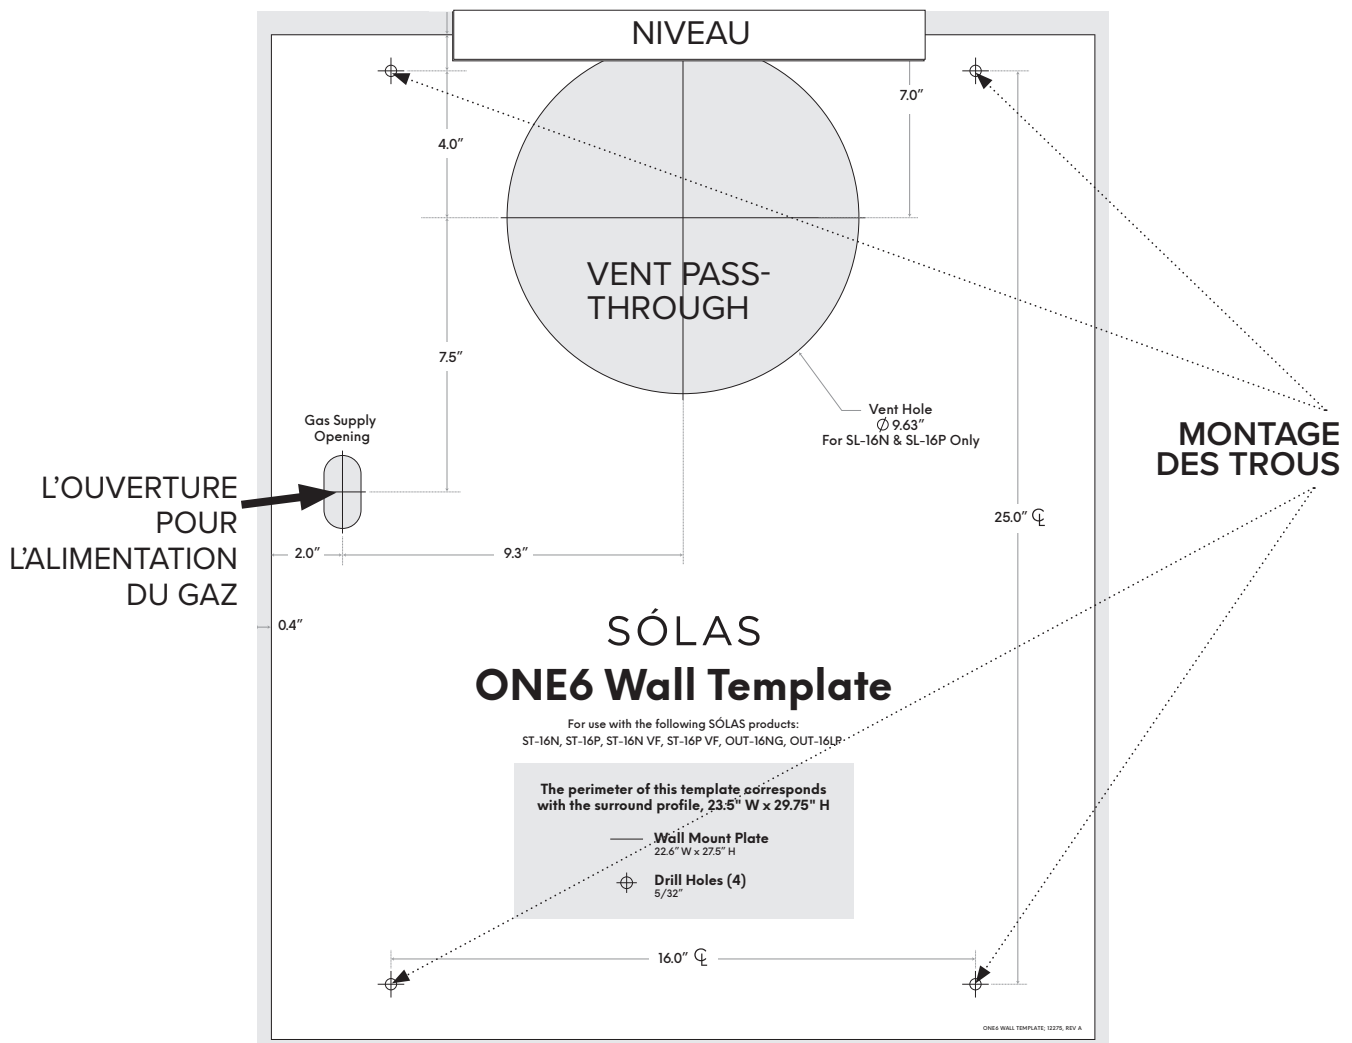 NIVEAU
7.0"
4.0"
VENT PASS-
THROUGH
7.5"
Vent Hole
Ø 9.63"
For SL-16N & SL-16P Only
Gas Supply
Opening
MONTAGE
DES TROUS
L'OUVERTURE
POUR
L'ALIMENTATION
DU GAZ
25.0" ℄
2.0"
9.3"
0.4"
SÓLAS
ONE6 Wall Template
For use with the following SÓLAS products:
ST-16N, ST-16P, ST-16N VF, ST-16P VF, OUT-16NG, OUT-16LP
The perimeter of this template corresponds
with the surround profile, 23.5" W x 29.75" H
Wall Mount Plate
22.6" W x 27.5" H
Drill Holes (4)
5/32"
16.0" ℄
ONE6 WALL TEMPLATE; 12275, REV A